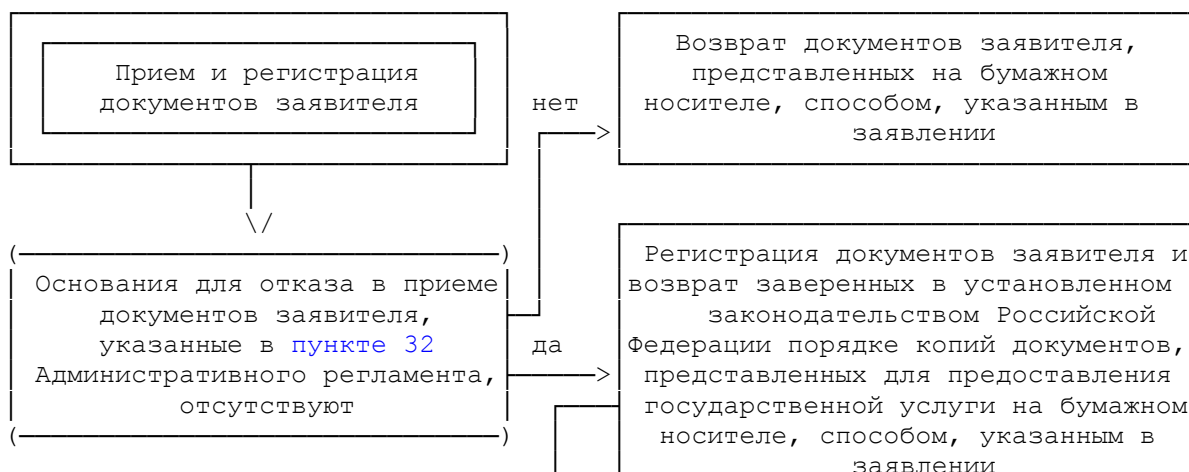 Прием и регистрация
документов заявителя
нет
Возврат документов заявителя,
представленных на бумажном
носителе, способом, указанным в
заявлении
Основания для отказа в приеме
документов заявителя,
указанные в пункте 32
Административного регламента,
отсутствуют
да
Регистрация документов заявителя и
возврат заверенных в установленном
законодательством Российской
Федерации порядке копий документов,
представленных для предоставления
государственной услуги на бумажном
носителе, способом, указанным в
заявлении